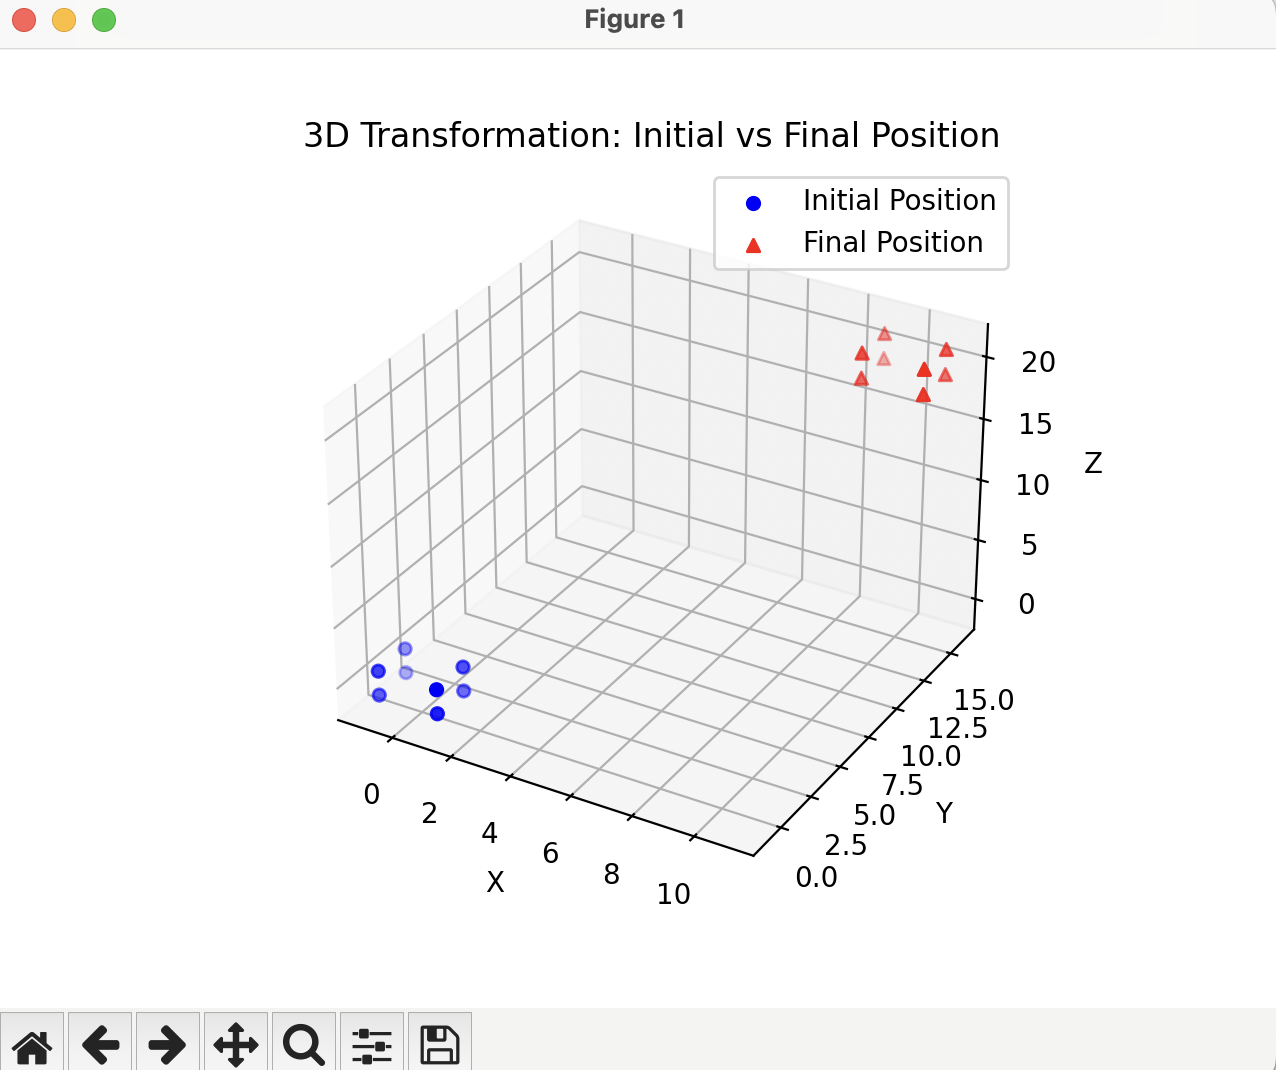 Figure 1
3D Transformation: Initial vs Final Position
Initial Position
Final Position
20
15
Z
10
5
0
15.0
12.5
10.0
7.5
Y
5.0
2.5
0.0
0
2
4
6
8
10
X